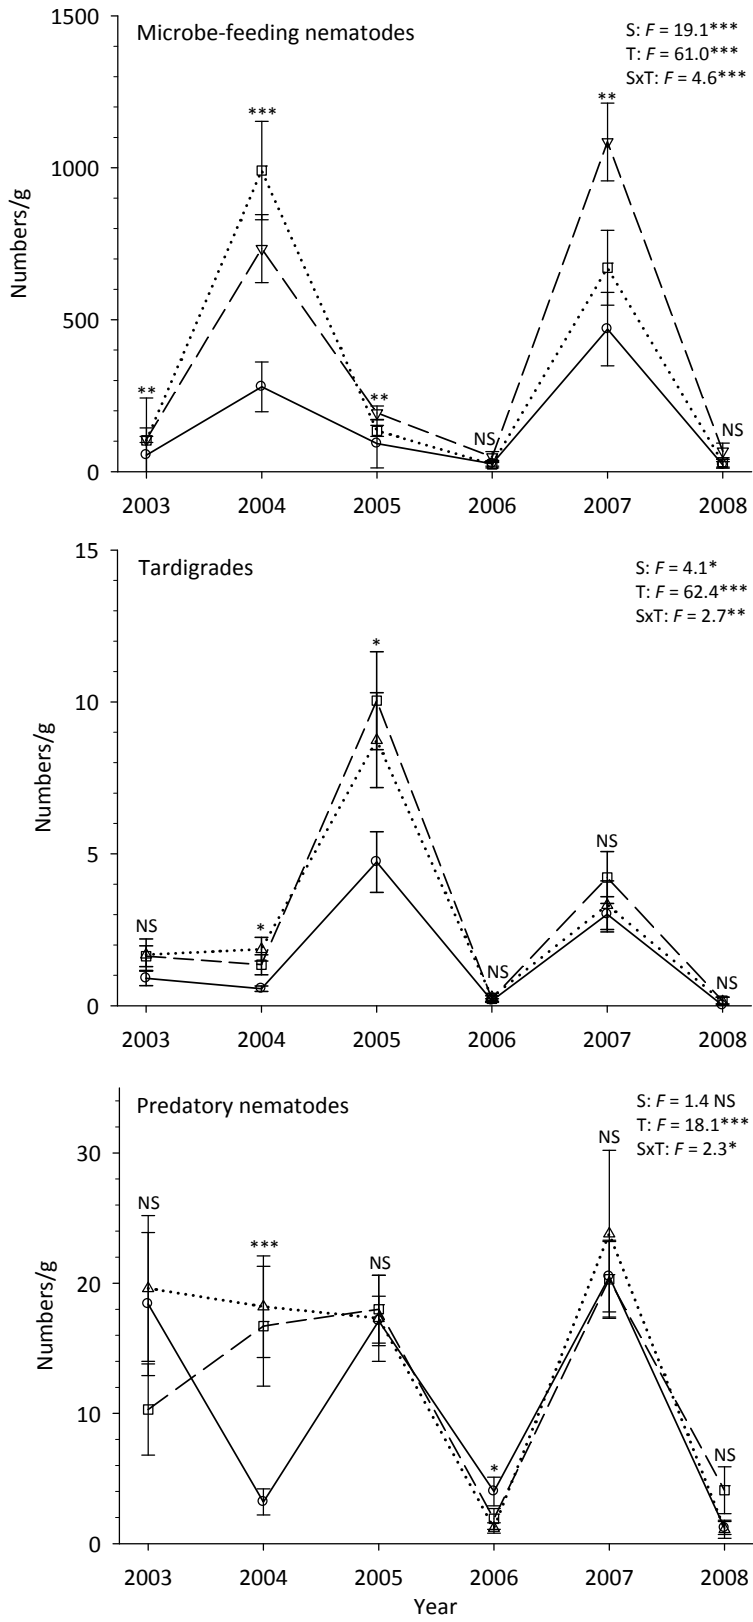 Microbe-feeding nematodes
S: F = 19.1***
T: F = 61.0***
SxT: F = 4.6***
1500
1000
500
0
Numbers/g
**
***
**
NS
**
NS
2003 2004 2005 2006 2007 2008
Tardigrades
S: F = 4.1*
T: F = 62.4***
SxT: F = 2.7**
15
10
5
0
Numbers/g
NS
*
*
NS
NS
NS
2003 2004 2005 2006 2007 2008
Predatory nematodes
S: F = 1.4 NS
T: F = 18.1***
SxT: F = 2.3*
30
20
10
0
Numbers/g
NS
***
NS
*
NS
NS
2003 2004 2005 2006 2007 2008
Year